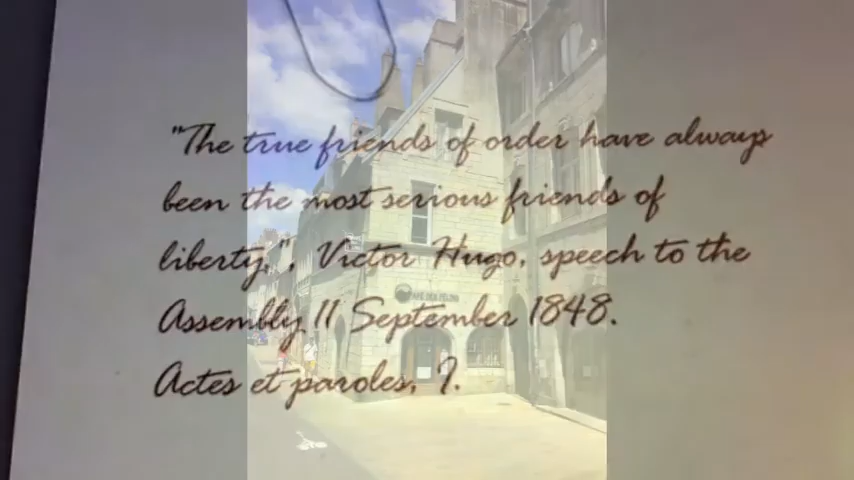 "The true friends of order have always
been the most serious friends of
liberty.", Victor Hugo, speech to the
Assembly 11 September 1848.
Actes et paroles, I.